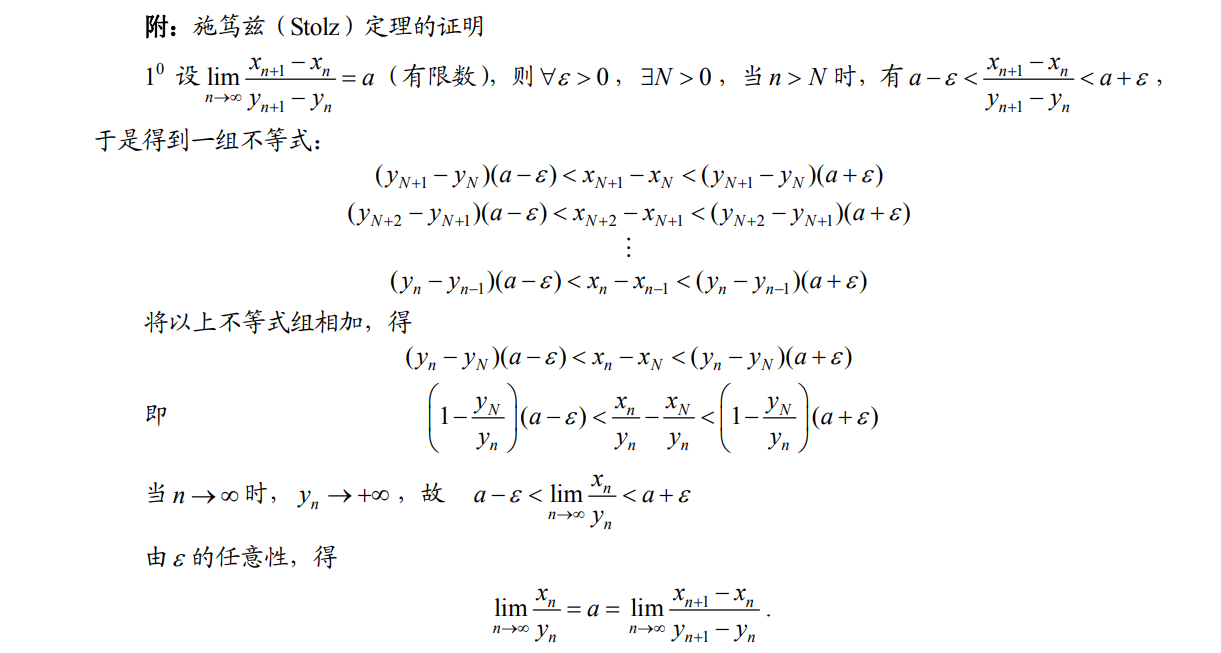 附：施笃兹（Stolz）定理的证明
1⁰ 设 lim_{n→∞} (x_{n+1} − x_n)/(y_{n+1} − y_n) = a（有限数），则 ∀ε > 0，∃N > 0，当 n > N 时，有 a − ε < (x_{n+1} − x_n)/(y_{n+1} − y_n) < a + ε，
于是得到一组不等式：
(y_{N+1} − y_N)(a − ε) < x_{N+1} − x_N < (y_{N+1} − y_N)(a + ε)
(y_{N+2} − y_{N+1})(a − ε) < x_{N+2} − x_{N+1} < (y_{N+2} − y_{N+1})(a + ε)
⋮
(y_n − y_{n−1})(a − ε) < x_n − x_{n−1} < (y_n − y_{n−1})(a + ε)
将以上不等式组相加，得
(y_n − y_N)(a − ε) < x_n − x_N < (y_n − y_N)(a + ε)
即 (1 − y_N/y_n)(a − ε) < x_n/y_n − x_N/y_n < (1 − y_N/y_n)(a + ε)
当 n → ∞ 时，y_n → +∞，故 a − ε < lim_{n→∞} x_n/y_n < a + ε
由 ε 的任意性，得
lim_{n→∞} x_n/y_n = a = lim_{n→∞} (x_{n+1} − x_n)/(y_{n+1} − y_n).